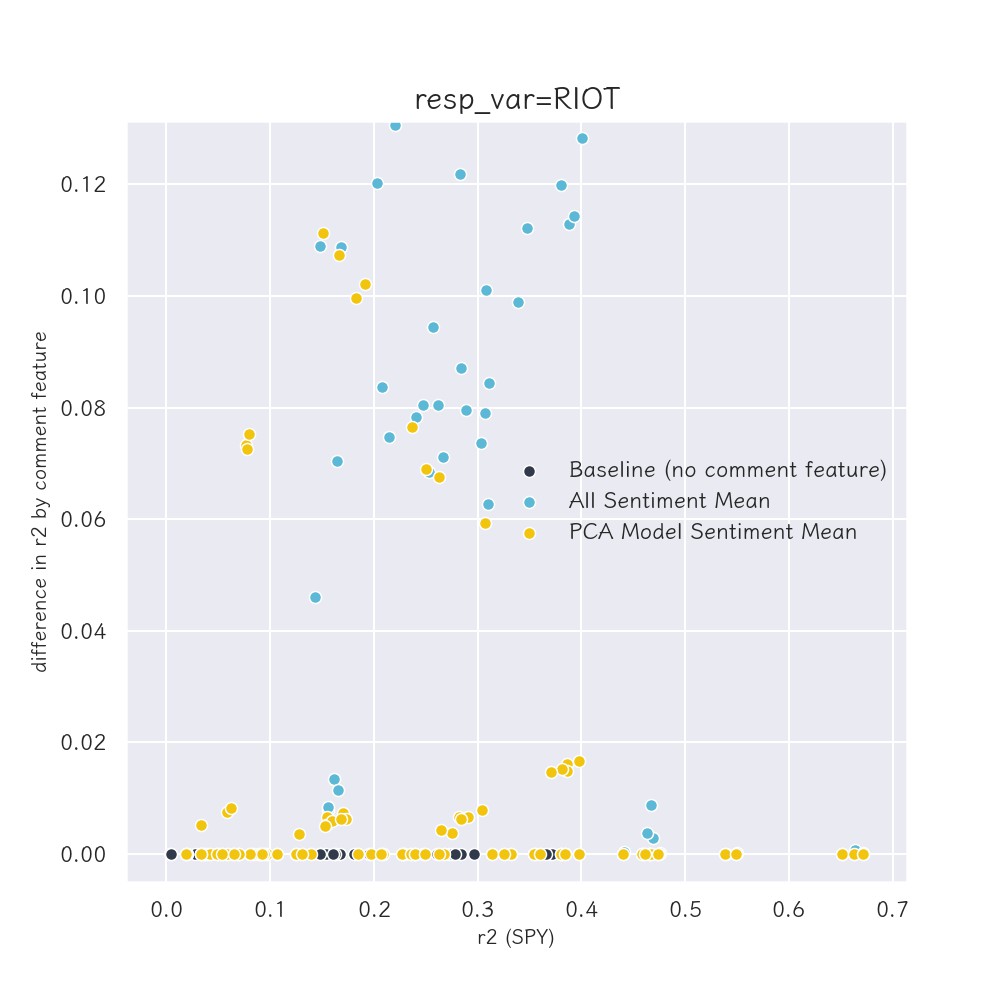 resp_var=RIOT
0.12
0.10
0.08
0.06
0.04
0.02
0.00
difference in r2 by comment feature
Baseline (no comment feature)
All Sentiment Mean
PCA Model Sentiment Mean
0.0 0.1 0.2 0.3 0.4 0.5 0.6 0.7
r2 (SPY)